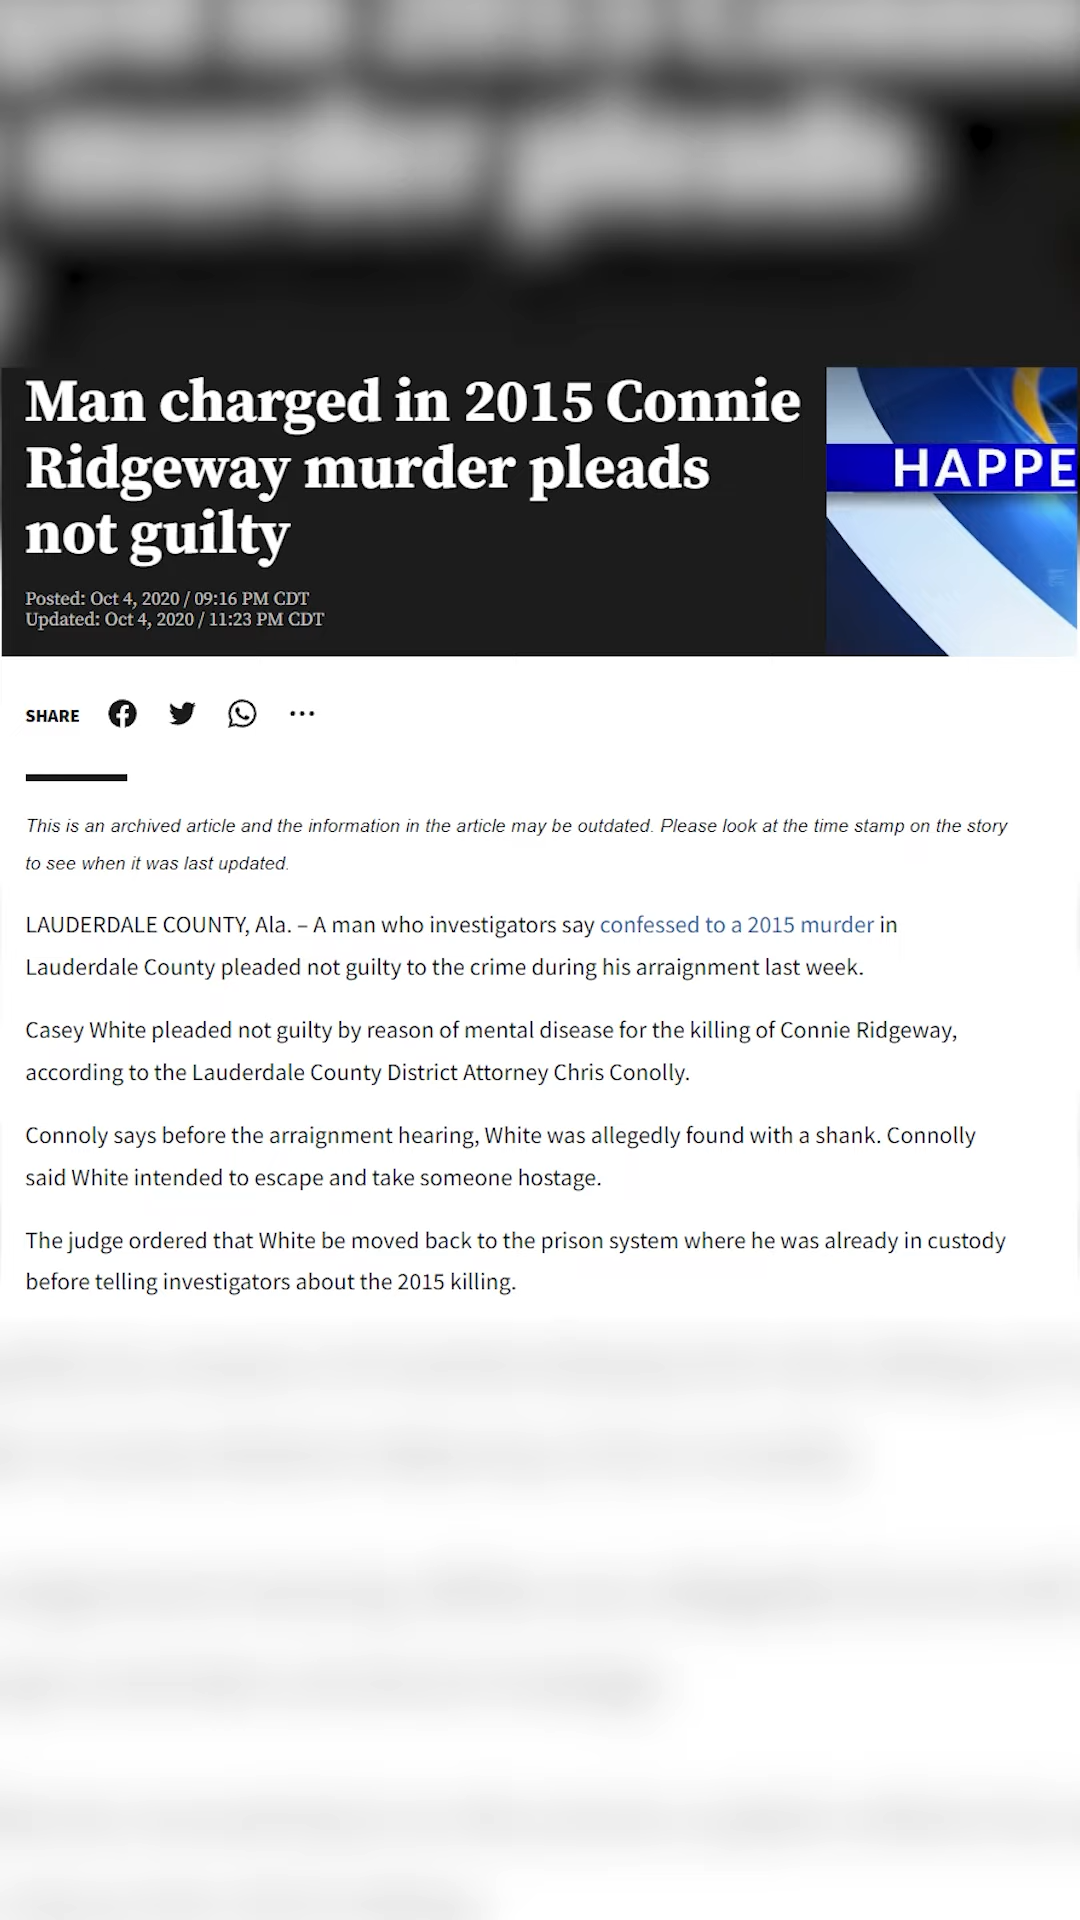 Man charged in 2015 Connie
Ridgeway murder pleads
not guilty
HAPPE
Posted: Oct 4, 2020 / 09:16 PM CDT
Updated: Oct 4, 2020 / 11:23 PM CDT
SHARE
This is an archived article and the information in the article may be outdated. Please look at the time stamp on the story
to see when it was last updated.
LAUDERDALE COUNTY, Ala. – A man who investigators say confessed to a 2015 murder in
Lauderdale County pleaded not guilty to the crime during his arraignment last week.
Casey White pleaded not guilty by reason of mental disease for the killing of Connie Ridgeway,
according to the Lauderdale County District Attorney Chris Conolly.
Connoly says before the arraignment hearing, White was allegedly found with a shank. Connolly
said White intended to escape and take someone hostage.
The judge ordered that White be moved back to the prison system where he was already in custody
before telling investigators about the 2015 killing.